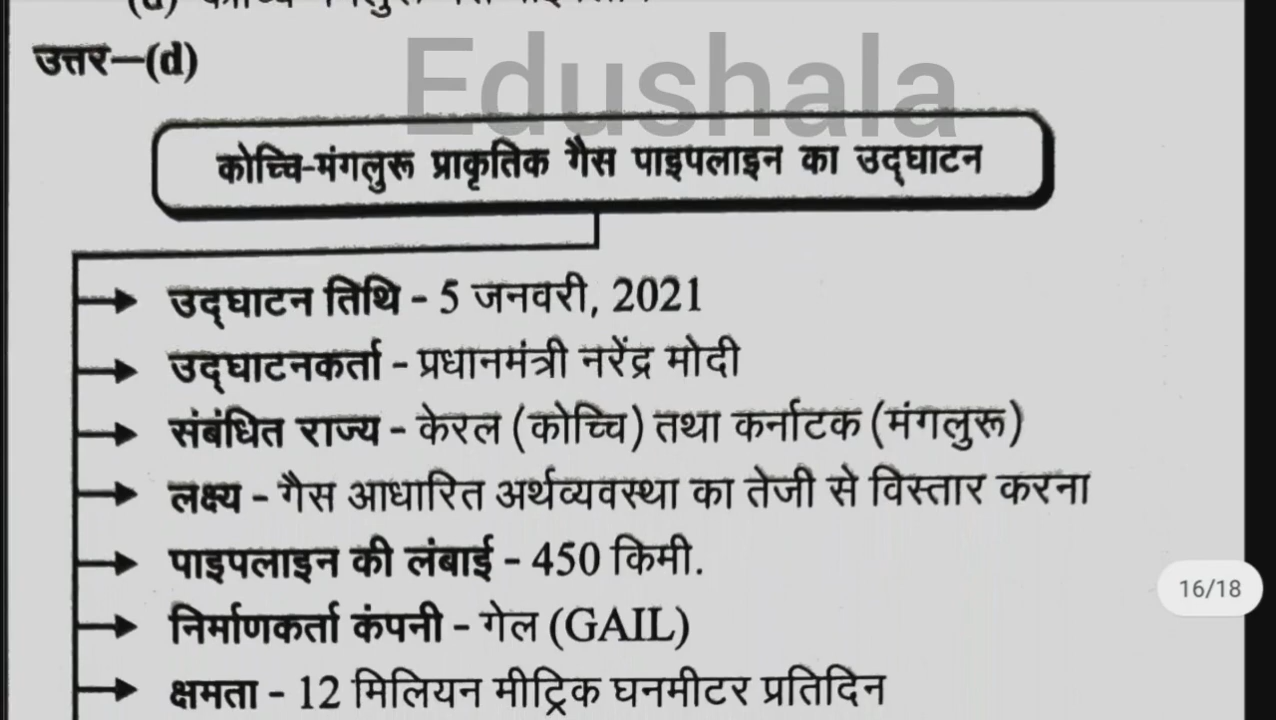 उत्तर—(d)
Edushala
कोच्चि-मंगलुरू प्राकृतिक गैस पाइपलाइन का उद्घाटन
उद्घाटन तिथि - 5 जनवरी, 2021
उद्घाटनकर्ता - प्रधानमंत्री नरेंद्र मोदी
संबंधित राज्य - केरल (कोच्चि) तथा कर्नाटक (मंगलुरू)
लक्ष्य - गैस आधारित अर्थव्यवस्था का तेजी से विस्तार करना
पाइपलाइन की लंबाई - 450 किमी.
निर्माणकर्ता कंपनी - गेल (GAIL)
16/18
क्षमता - 12 मिलियन मीट्रिक घनमीटर प्रतिदिन